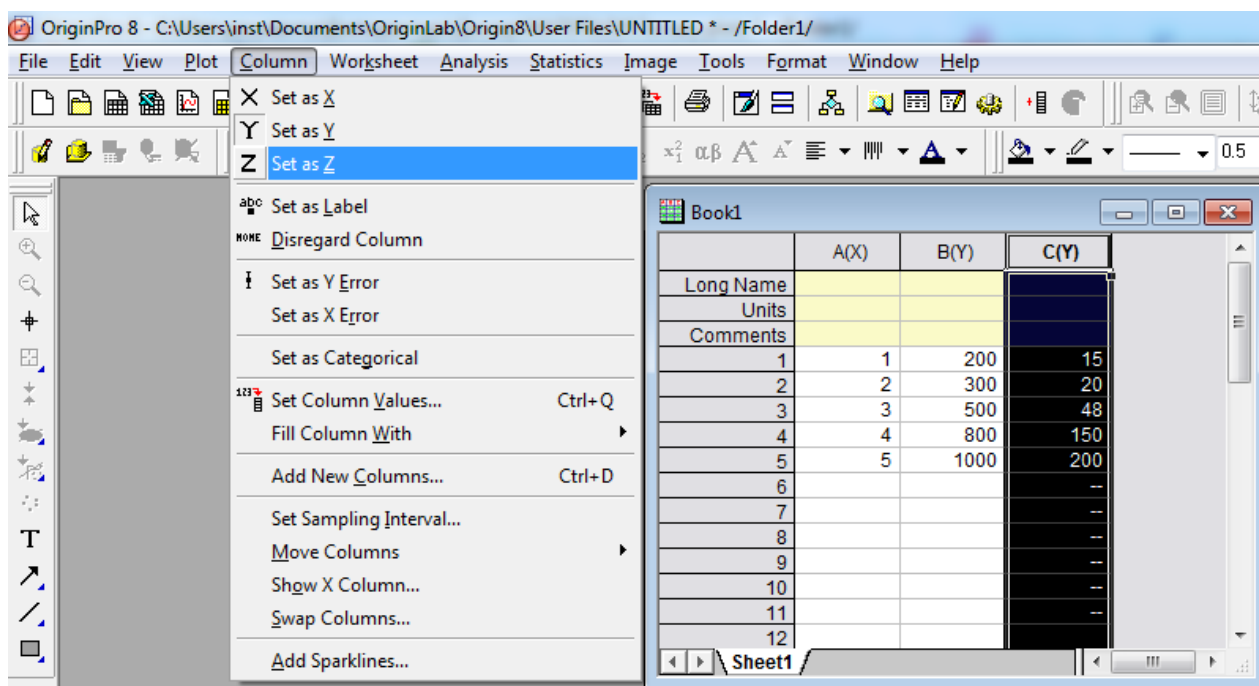 OriginPro 8 - C:\Users\inst\Documents\OriginLab\Origin8\User Files\UNTITLED * - /Folder1/
File Edit View Plot Column Worksheet Analysis Statistics Image Tools Format Window Help
X Set as X
Y Set as Y
Z Set as Z
abc Set as Label
NONE Disregard Column
Set as Y Error
Set as X Error
Set as Categorical
123 Set Column Values... Ctrl+Q
Fill Column With
Add New Columns... Ctrl+D
Set Sampling Interval...
Move Columns
Show X Column...
Swap Columns...
Add Sparklines...
αβ A A A 0.5
T
Book1
A(X) B(Y) C(Y)
Long Name
Units
Comments
1 1 200 15
2 2 300 20
3 3 500 48
4 4 800 150
5 5 1000 200
6 --
7 --
8 --
9 --
10 --
11 --
12
Sheet1